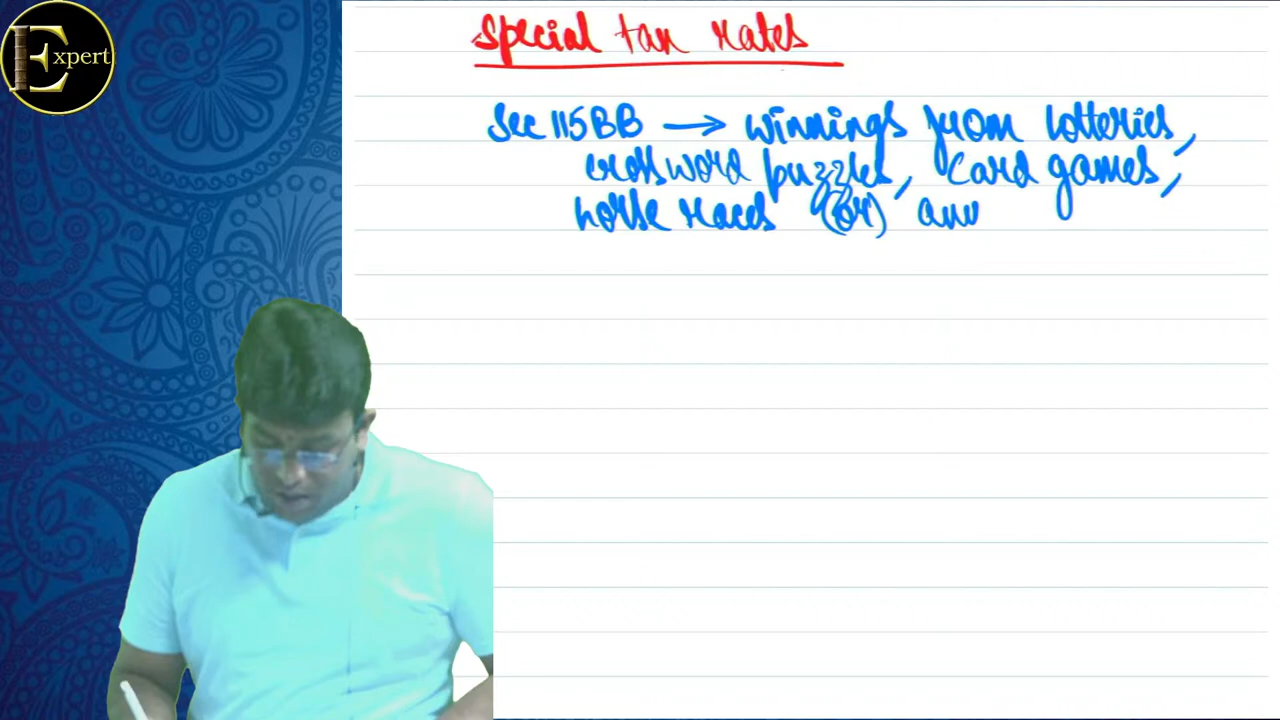 Expert
Special tax rates
Sec 115BB → winnings from lotteries,
crossword puzzles, card games,
horse races (or) any